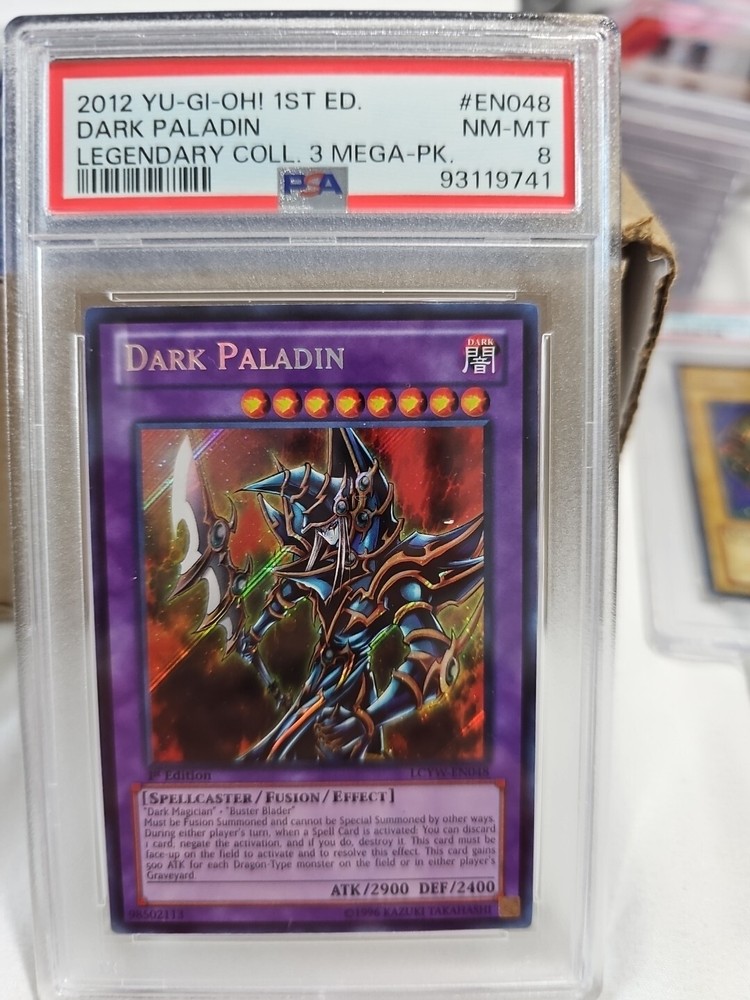 2012 YU-GI-OH! 1ST ED. #EN048
DARK PALADIN NM-MT
LEGENDARY COLL. 3 MEGA-PK. 8
PSA 93119741
DARK PALADIN
DARK
闇
1st Edition LCYW-EN048
[SPELLCASTER/FUSION/EFFECT]
"Dark Magician" + "Buster Blader"
Must be Fusion Summoned and cannot be Special Summoned by other ways.
During either player's turn, when a Spell Card is activated: You can discard
1 card; negate the activation, and if you do, destroy it. This card must be
face-up on the field to activate and to resolve this effect. This card gains
500 ATK for each Dragon-Type monster on the field or in either player's
Graveyard.
ATK/2900 DEF/2400
98502113 ©1996 KAZUKI TAKAHASHI